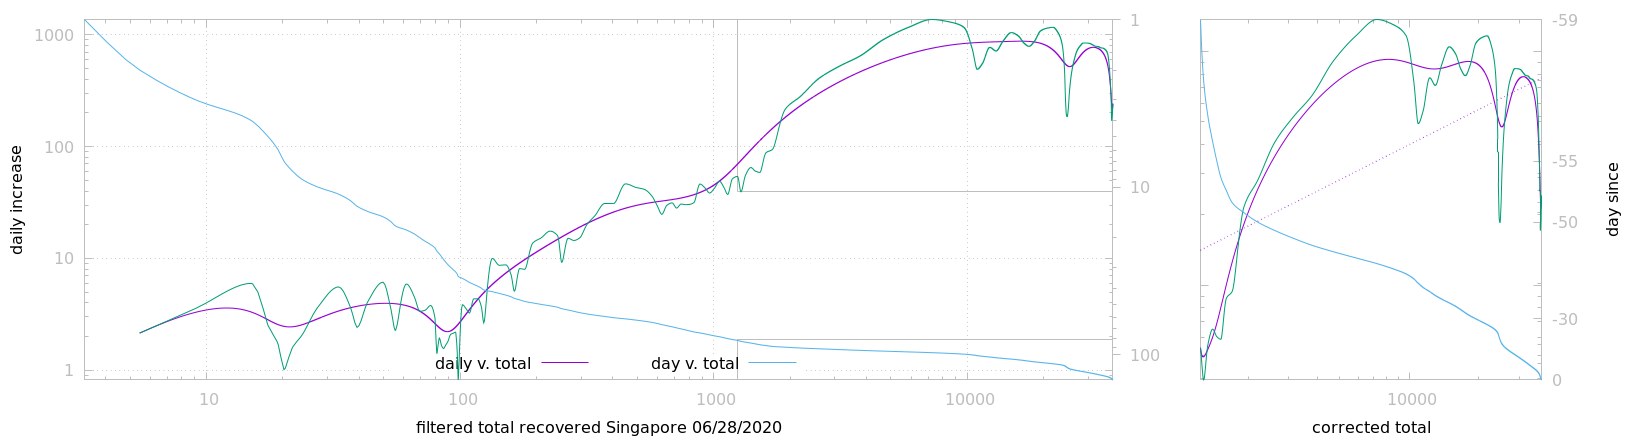 1000
100
10
1
daily increase
10
100
1000
10000
filtered total recovered Singapore 06/28/2020
daily v. total
day v. total
1
10
100
10000
corrected total
-59
-55
-50
-30
0
day since